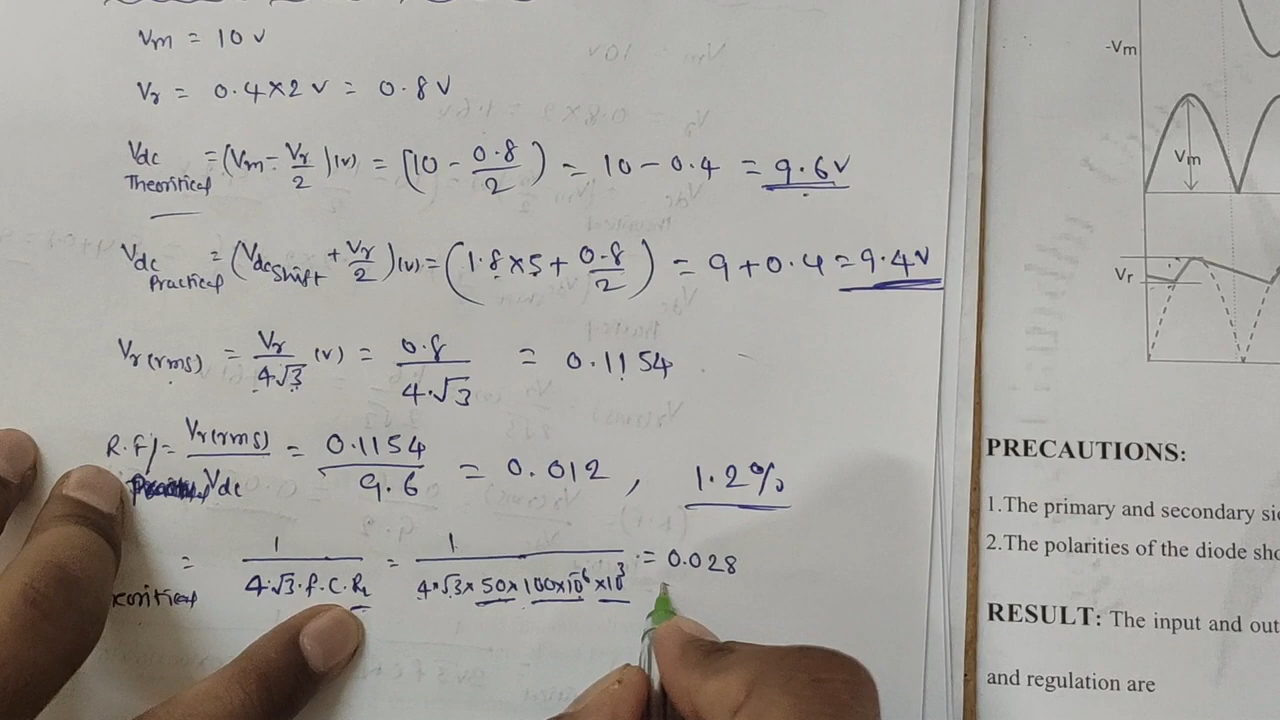 Vm = 10 v
Vr = 0.4×2 v = 0.8 V
Vdc Theoritical = (Vm - Vr/2)(v) = (10 - 0.8/2) = 10 - 0.4 = 9.6 v
Vdc Practical = (Vdc Shift + Vr/2)(v) = (1.8×5 + 0.8/2) = 9 + 0.4 = 9.4 v
Vr(rms) = Vr/4√3 (v) = 0.8/4·√3 = 0.1154
R.F) = Vr(rms)/Vdc = 0.1154/9.6 = 0.012, 1.2%
= 1/4·√3·f·C·RL = 1/4×√3×50×100×10⁻⁶×10³ = 0.028
-Vm
Vm
Vr
PRECAUTIONS:
1.The primary and secondary si
2.The polarities of the diode sho
RESULT: The input and out
and regulation are